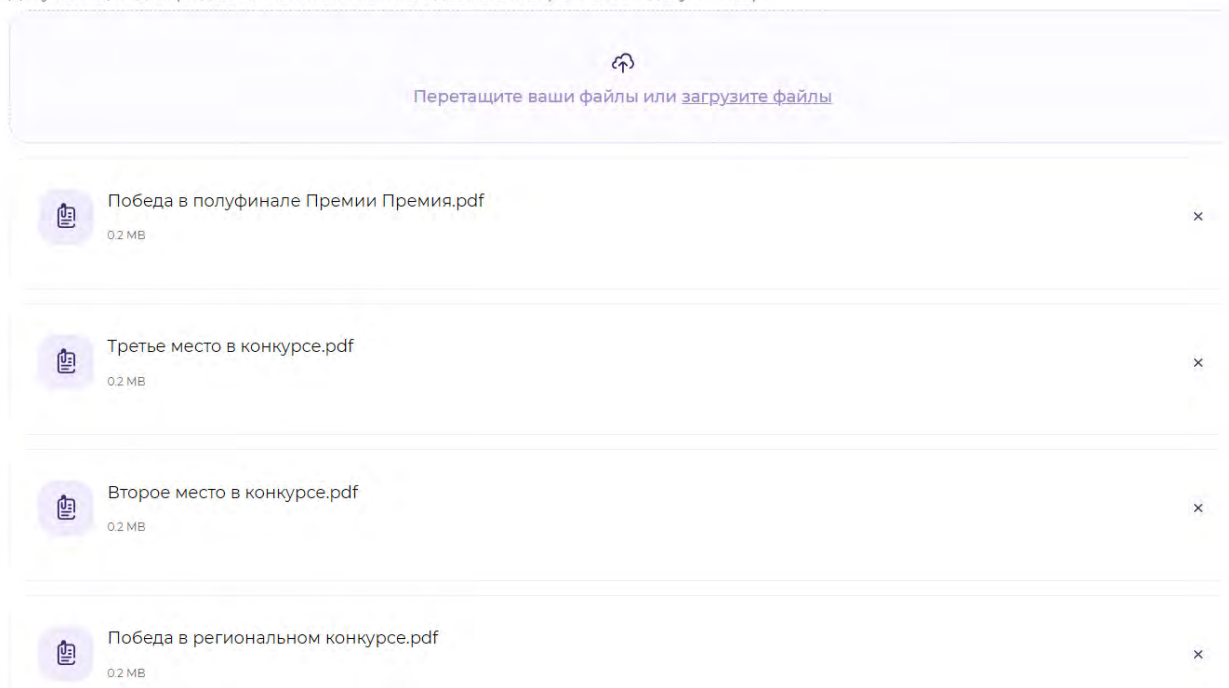 Перетащите ваши файлы или загрузите файлы
Победа в полуфинале Премии Премия.pdf
0.2 MB
Третье место в конкурсе.pdf
0.2 MB
Второе место в конкурсе.pdf
0.2 MB
Победа в региональном конкурсе.pdf
0.2 MB